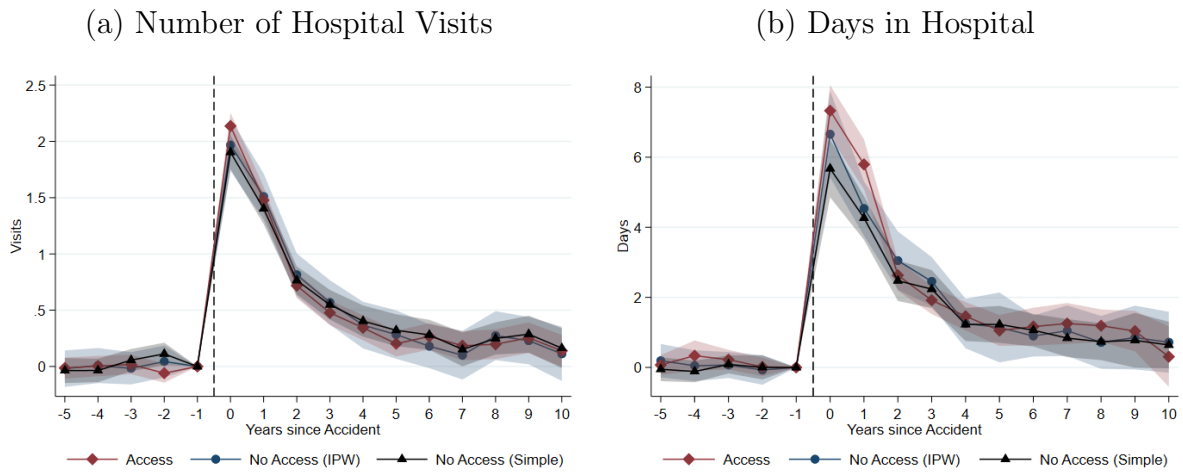 (a) Number of Hospital Visits
2.5
2
1.5
1
.5
0
Visits
-5 -4 -3 -2 -1 0 1 2 3 4 5 6 7 8 9 10
Years since Accident
Access No Access (IPW) No Access (Simple)
(b) Days in Hospital
8
6
4
2
0
Days
-5 -4 -3 -2 -1 0 1 2 3 4 5 6 7 8 9 10
Years since Accident
Access No Access (IPW) No Access (Simple)